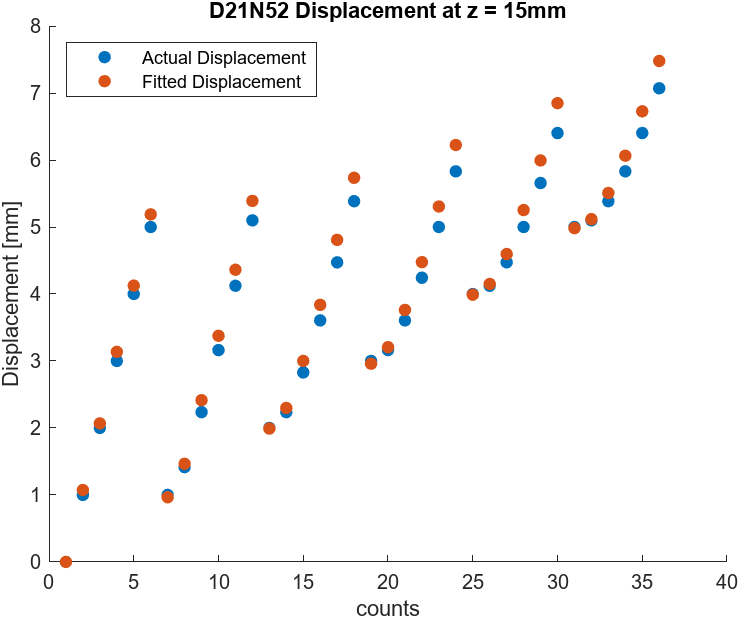 D21N52 Displacement at z = 15mm
Actual Displacement
Fitted Displacement
Displacement [mm]
8
7
6
5
4
3
2
1
0
0 5 10 15 20 25 30 35 40
counts